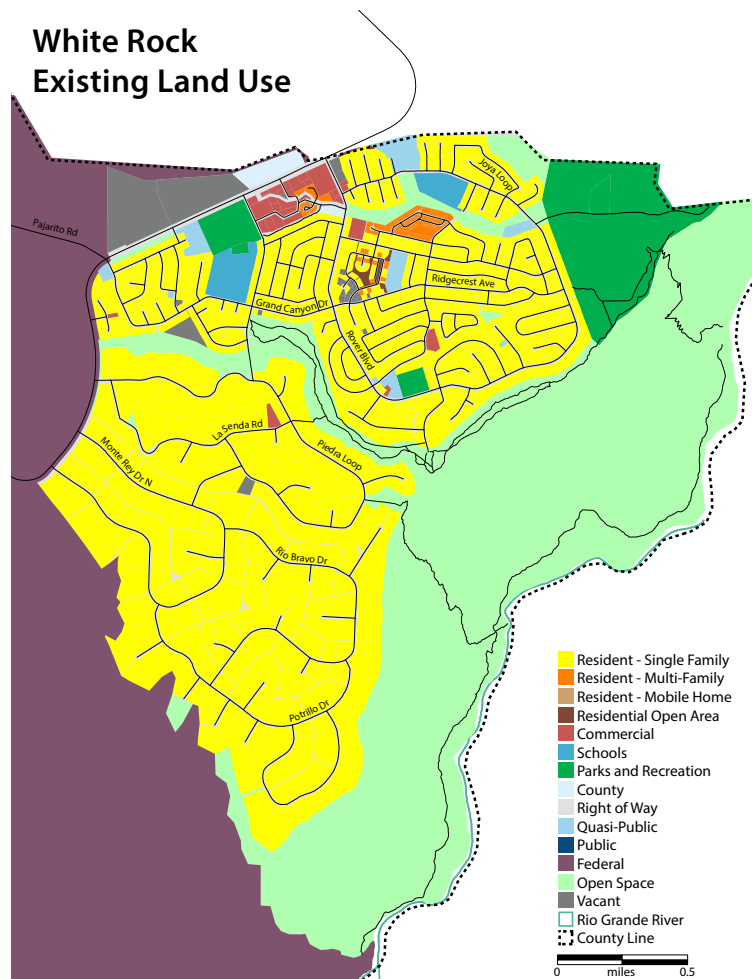 White Rock
Existing Land Use
Pajarito Rd
Joya Loop
Ridgecrest Ave
Grand Canyon Dr
Rover Blvd
La Senda Rd
Piedra Loop
Monte Rey Dr N
Rio Bravo Dr
Potrillo Dr
Resident - Single Family
Resident - Multi-Family
Resident - Mobile Home
Residential Open Area
Commercial
Schools
Parks and Recreation
County
Right of Way
Quasi-Public
Public
Federal
Open Space
Vacant
Rio Grande River
County Line
0 miles 0.5